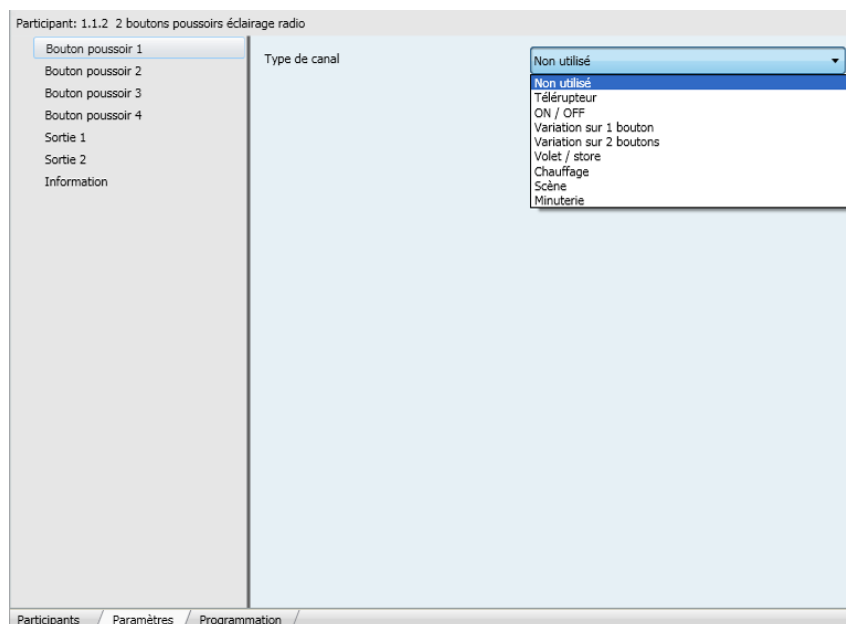 Participant: 1.1.2 2 boutons poussoirs éclairage radio
Bouton poussoir 1
Bouton poussoir 2
Bouton poussoir 3
Bouton poussoir 4
Sortie 1
Sortie 2
Information
Type de canal
Non utilisé
Non utilisé
Télérupteur
ON / OFF
Variation sur 1 bouton
Variation sur 2 boutons
Volet / store
Chauffage
Scène
Minuterie
Participants / Paramètres / Programmation /